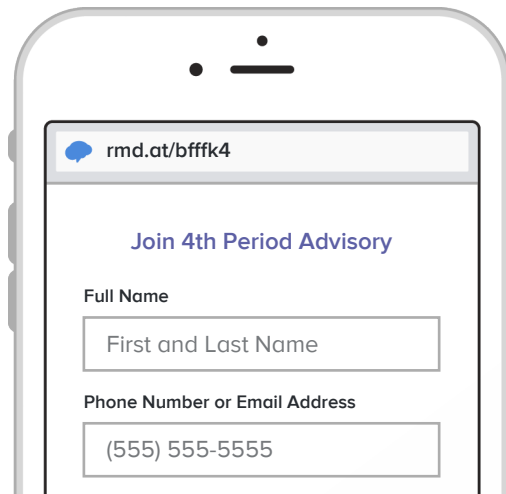 rmd.at/bfffk4
Join 4th Period Advisory
Full Name
First and Last Name
Phone Number or Email Address
(555) 555-5555